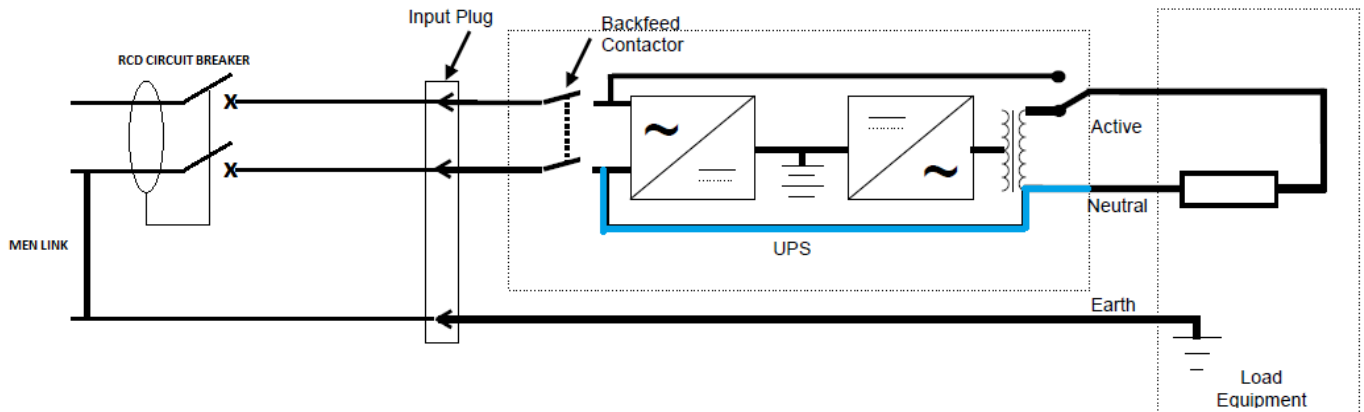 Input Plug
Backfeed
Contactor
RCD CIRCUIT BREAKER
X
X
~
~
Active
Neutral
MEN LINK
UPS
Earth
Load
Equipment